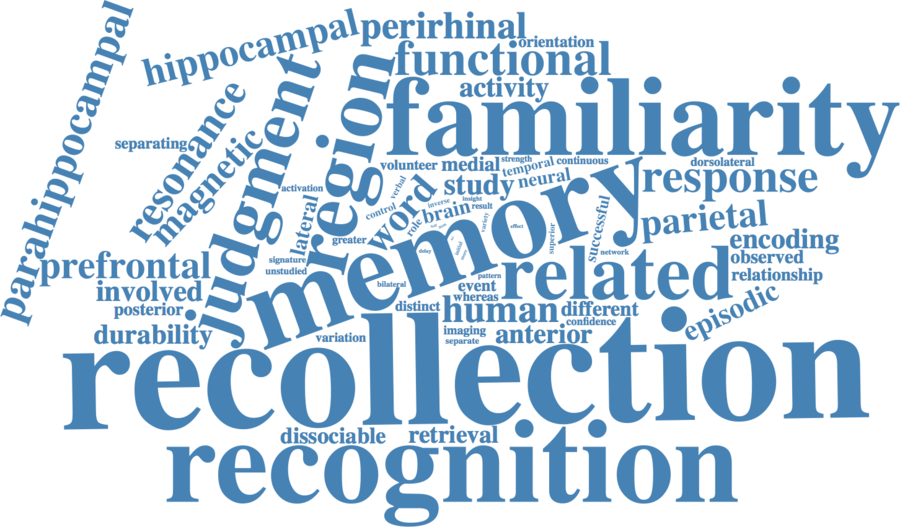 parahippocampal
hippocampal
perirhinal
orientation
functional
activity
familiarity
separating
resonance
magnetic
judgment
region
volunteer
medial
strength
temporal
continuous
dorsolateral
activation
verbal
word
study
neural
response
insight
inverse
result
control
role
brain
variety
memory
successful
parietal
lateral
greater
effect
superior
encoding
network
observed
signature
unstudied
delay
initial
prefrontal
related
relationship
pattern
bilateral
event
involved
whereas
episodic
posterior
distinct
human
different
confidence
durability
variation
imaging
separate
anterior
recollection
dissociable
retrieval
recognition